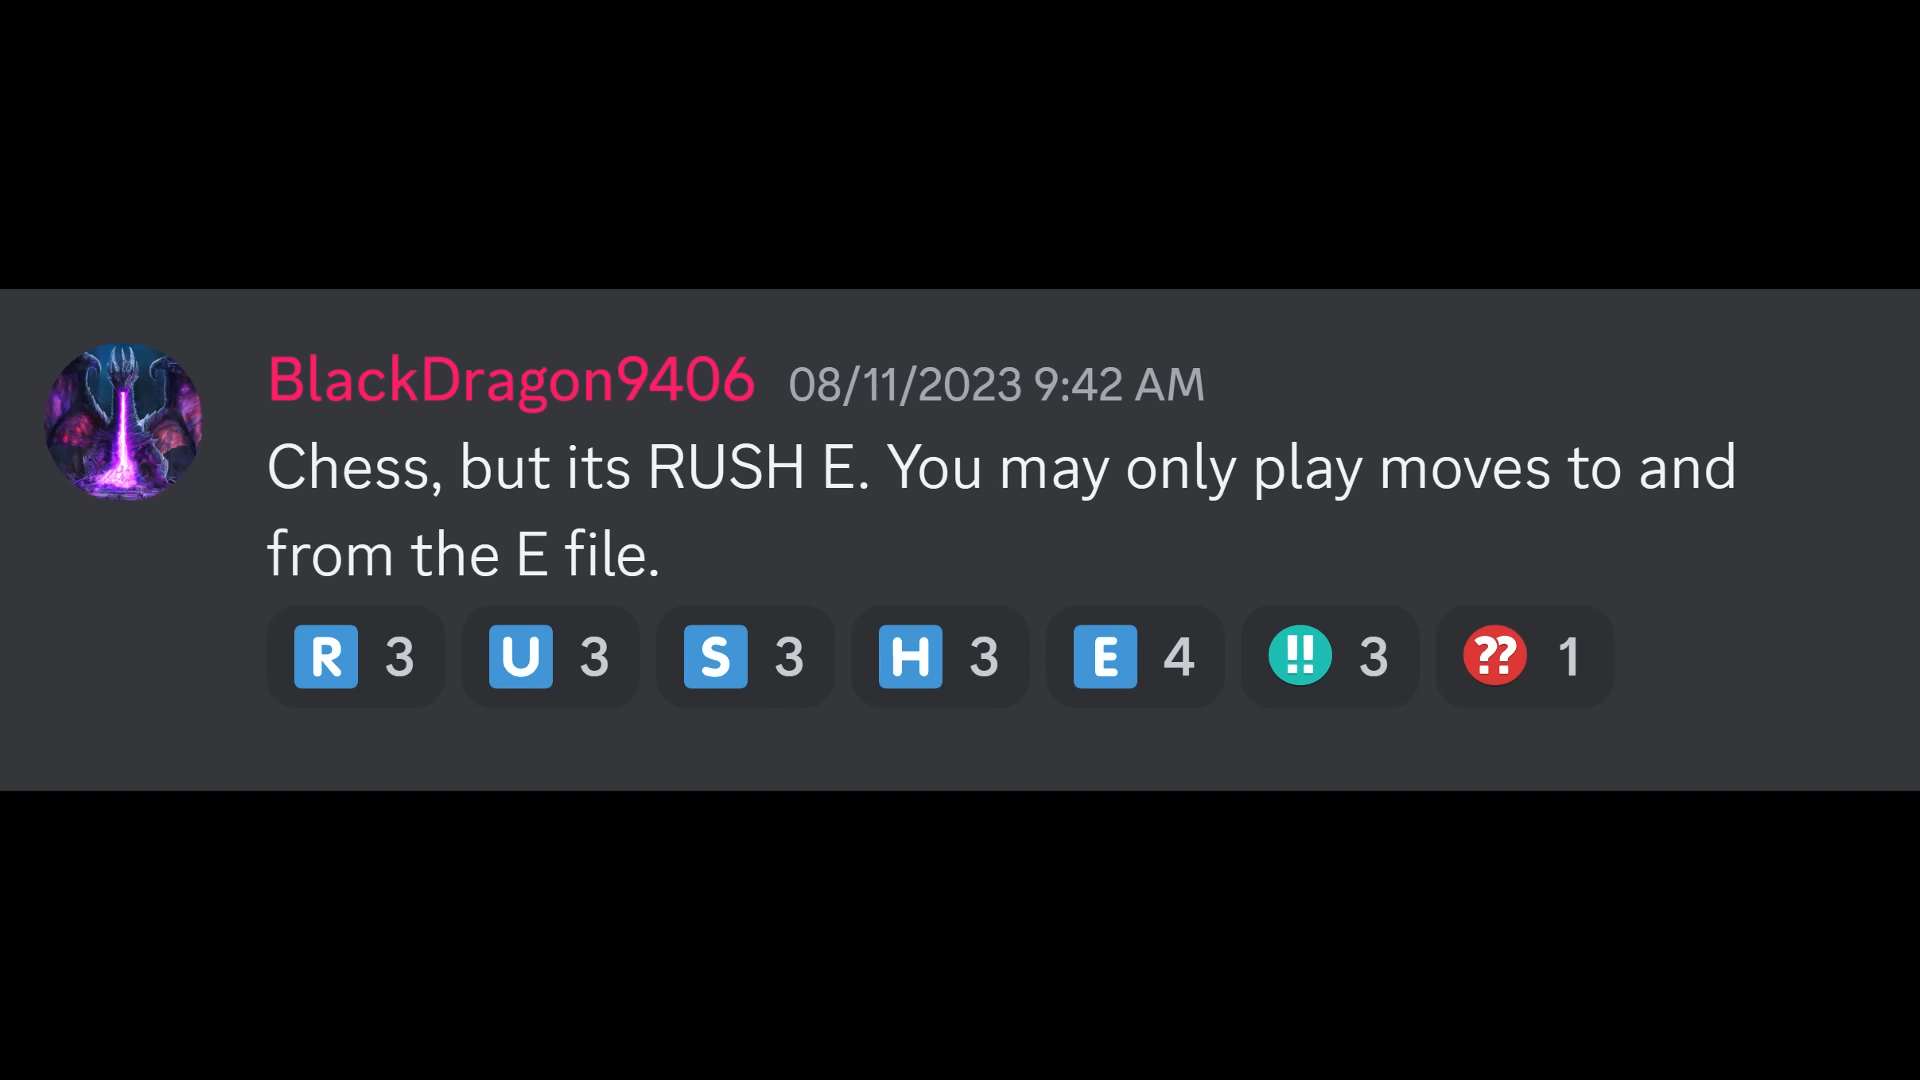 BlackDragon9406 08/11/2023 9:42 AM
Chess, but its RUSH E. You may only play moves to and
from the E file.
R 3 U 3 S 3 H 3 E 4 !! 3 ?? 1